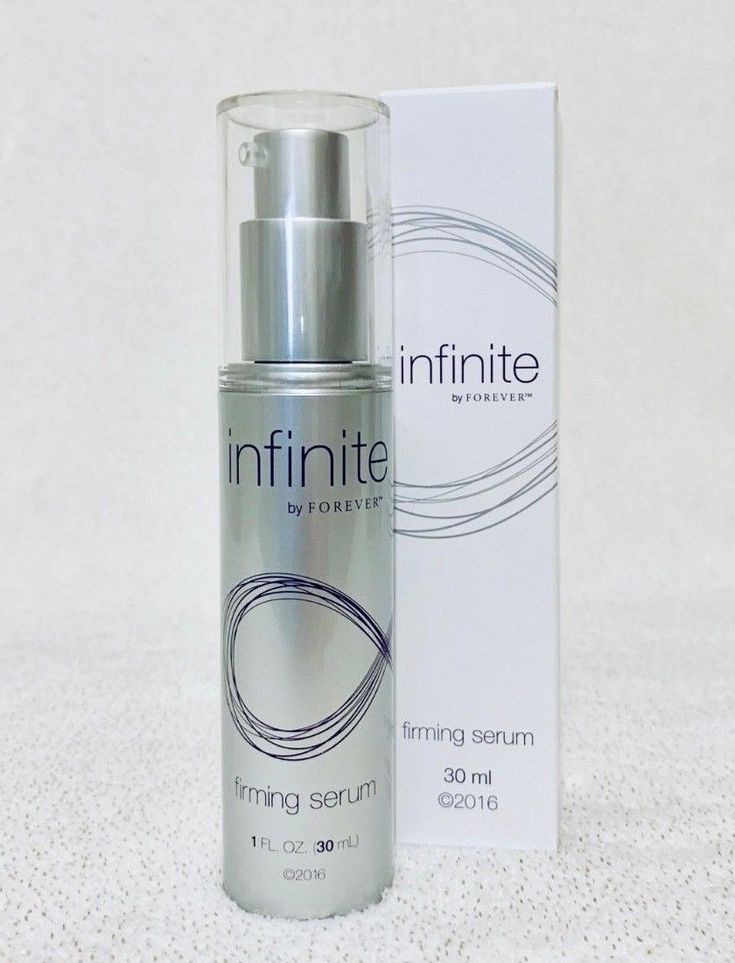 infinite
by FOREVER™
firming serum
1 FL. OZ. (30 mL)
©2016
infinite
by FOREVER™
firming serum
30 ml
©2016